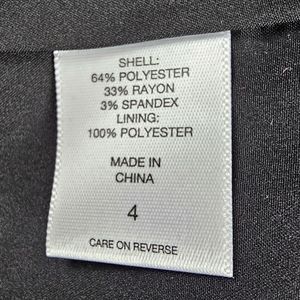 SHELL:
64% POLYESTER
33% RAYON
3% SPANDEX
LINING:
100% POLYESTER
MADE IN
CHINA
4
CARE ON REVERSE